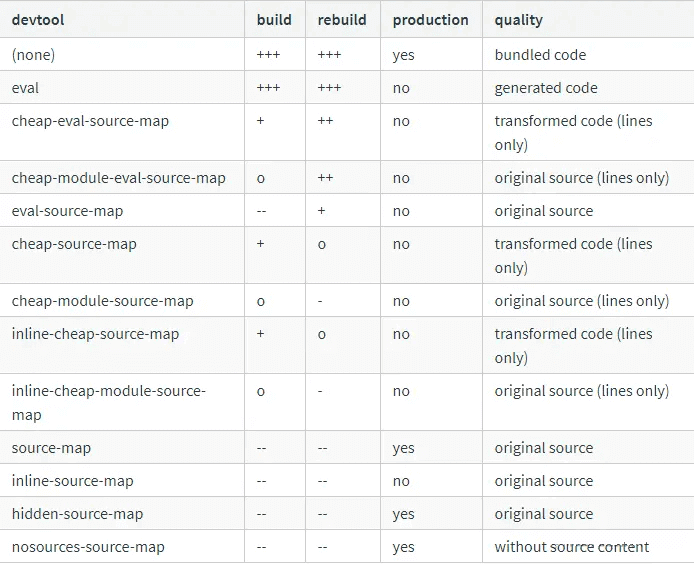 devtool build rebuild production quality
(none) +++ +++ yes bundled code
eval +++ +++ no generated code
cheap-eval-source-map + ++ no transformed code (lines
only)
cheap-module-eval-source-map o ++ no original source (lines only)
eval-source-map -- + no original source
cheap-source-map + o no transformed code (lines
only)
cheap-module-source-map o - no original source (lines only)
inline-cheap-source-map + o no transformed code (lines
only)
inline-cheap-module-source- o - no original source (lines only)
map
source-map -- -- yes original source
inline-source-map -- -- no original source
hidden-source-map -- -- yes original source
nosources-source-map -- -- yes without source content